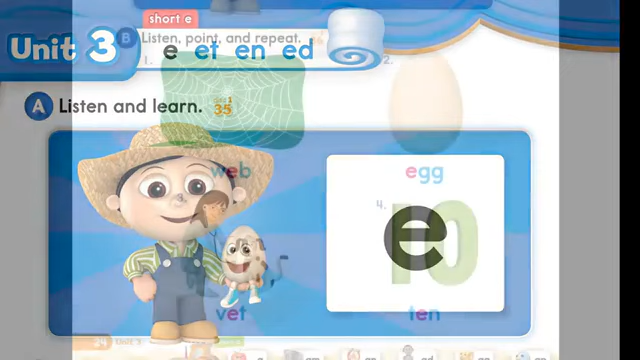 short e
Unit 3
e et en ed
B Listen, point, and repeat.
1.
2.
A Listen and learn.
35
web
egg
4.
e
10
vet
ten
24 Unit 3